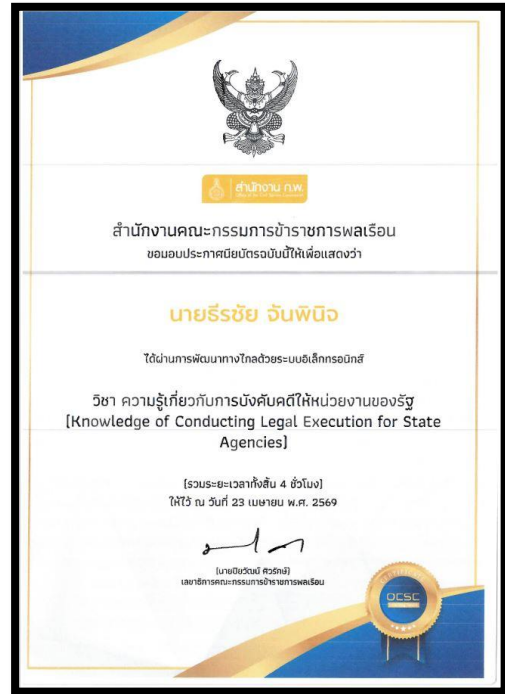 สำนักงาน ก.พ.
สำนักงานคณะกรรมการข้าราชการพลเรือน
ขอมอบประกาศนียบัตรฉบับนี้ให้เพื่อแสดงว่า
นายธีรชัย จันพินิจ
ได้ผ่านการพัฒนาทางไกลด้วยระบบอิเล็กทรอนิกส์
วิชา ความรู้เกี่ยวกับการบังคับคดีให้หน่วยงานของรัฐ
(Knowledge of Conducting Legal Execution for State
Agencies)
(รวมระยะเวลาทั้งสิ้น 4 ชั่วโมง)
ให้ไว้ ณ วันที่ 23 เมษายน พ.ศ. 2569
(นายปิยวัฒน์ ศิวรักษ์)
เลขาธิการคณะกรรมการข้าราชการพลเรือน
CERTIFICATE
OCSC